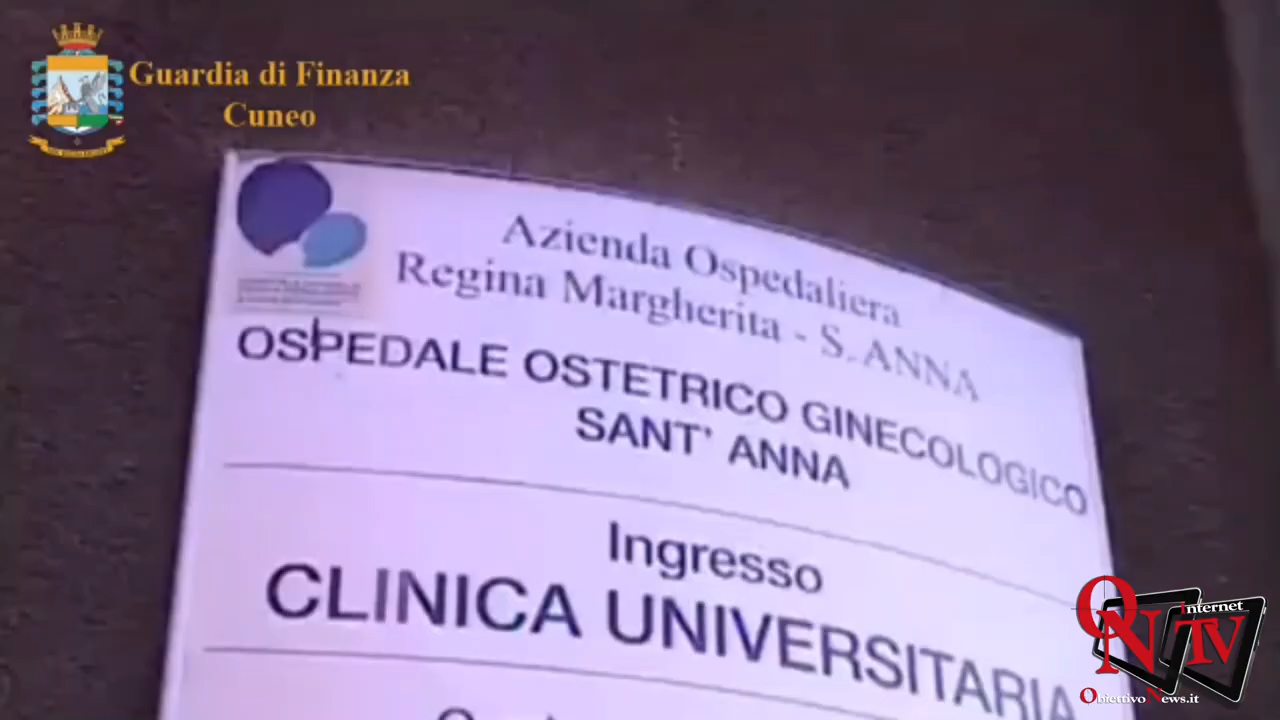 Guardia di Finanza
Cuneo
Azienda Ospedaliera
Regina Margherita - S. ANNA
OSPEDALE OSTETRICO GINECOLOGICO
SANT' ANNA
Ingresso
CLINICA UNIVERSITARIA
QN Internet
TV
ObiettivoNews.it